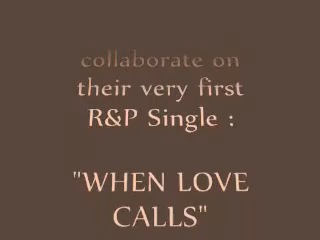 collaborate on
their very first
R&P Single :
"WHEN LOVE
CALLS"